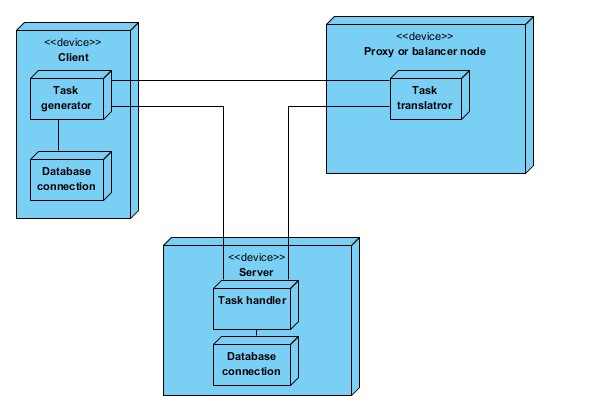 <<device>>
Client
Task
generator
Database
connection
<<device>>
Proxy or balancer node
Task
translatror
<<device>>
Server
Task handler
Database
connection